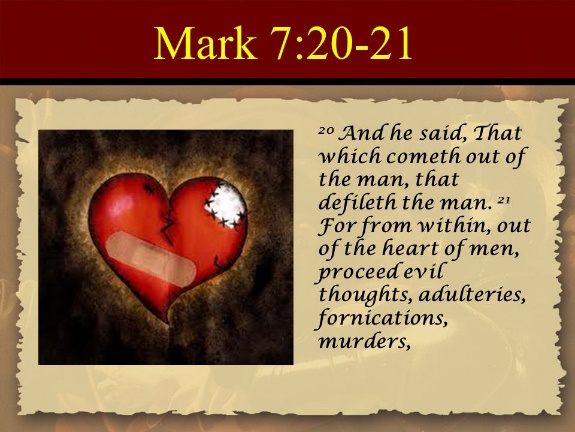 Mark 7:20-21
²⁰ And he said, That
which cometh out of
the man, that
defileth the man. ²¹
For from within, out
of the heart of men,
proceed evil
thoughts, adulteries,
fornications,
murders,